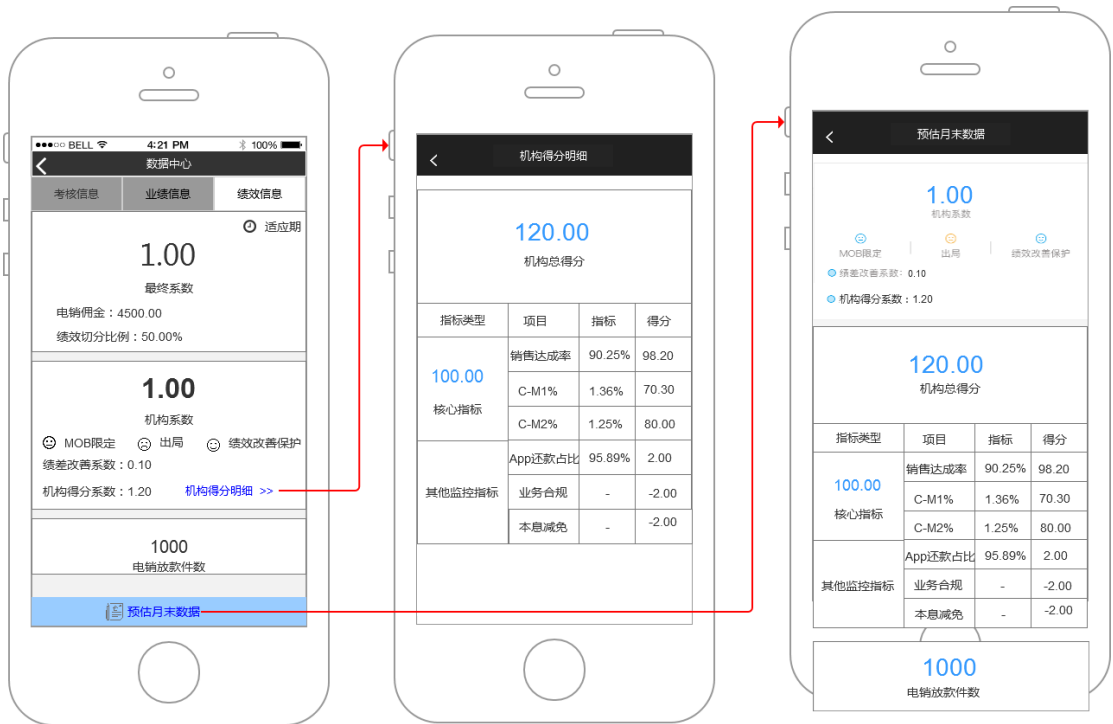 ●●●○○ BELL 4:21 PM 100%
数据中心
考核信息 业绩信息 绩效信息
适应期
1.00
最终系数
电销佣金：4500.00
绩效切分比例：50.00%
1.00
机构系数
MOB限定 出局 绩效改善保护
绩差改善系数：0.10
机构得分系数：1.20 机构得分明细 >>
1000
电销放款件数
预估月末数据
机构得分明细
120.00
机构总得分
指标类型 项目 指标 得分
销售达成率 90.25% 98.20
100.00
核心指标
C-M1% 1.36% 70.30
C-M2% 1.25% 80.00
App还款占比 95.89% 2.00
其他监控指标
业务合规 - -2.00
本息减免 - -2.00
预估月末数据
1.00
机构系数
MOB限定 出局 绩效改善保护
绩差改善系数：0.10
机构得分系数：1.20
120.00
机构总得分
指标类型 项目 指标 得分
销售达成率 90.25% 98.20
100.00
核心指标
C-M1% 1.36% 70.30
C-M2% 1.25% 80.00
App还款占比 95.89% 2.00
其他监控指标
业务合规 - -2.00
本息减免 - -2.00
1000
电销放款件数